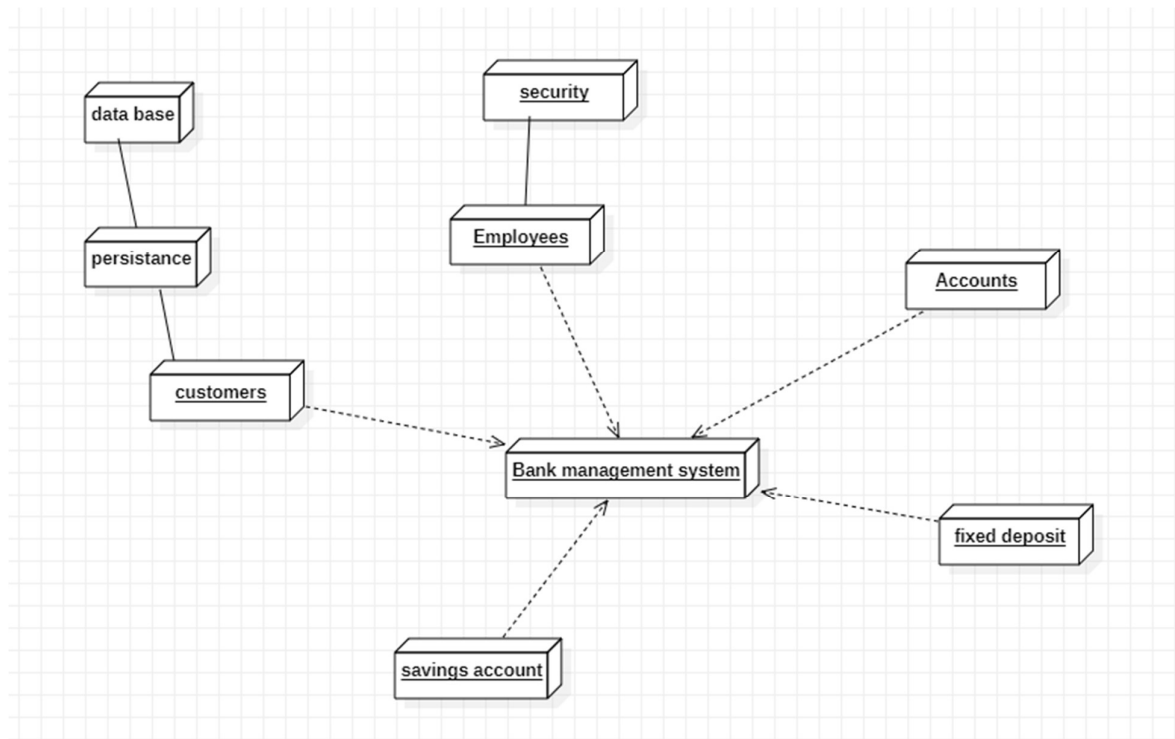 security
data base
Employees
persistance
Accounts
customers
Bank management system
fixed deposit
savings account